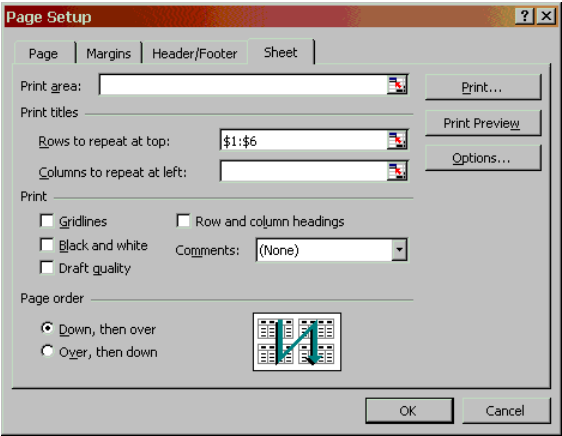 Page Setup
Page Margins Header/Footer Sheet
Print area: Print...
Print titles
Print Preview
Rows to repeat at top: $1:$6
Columns to repeat at left: Options...
Print
Gridlines Row and column headings
Black and white Comments: (None)
Draft quality
Page order
Down, then over
Over, then down
OK Cancel